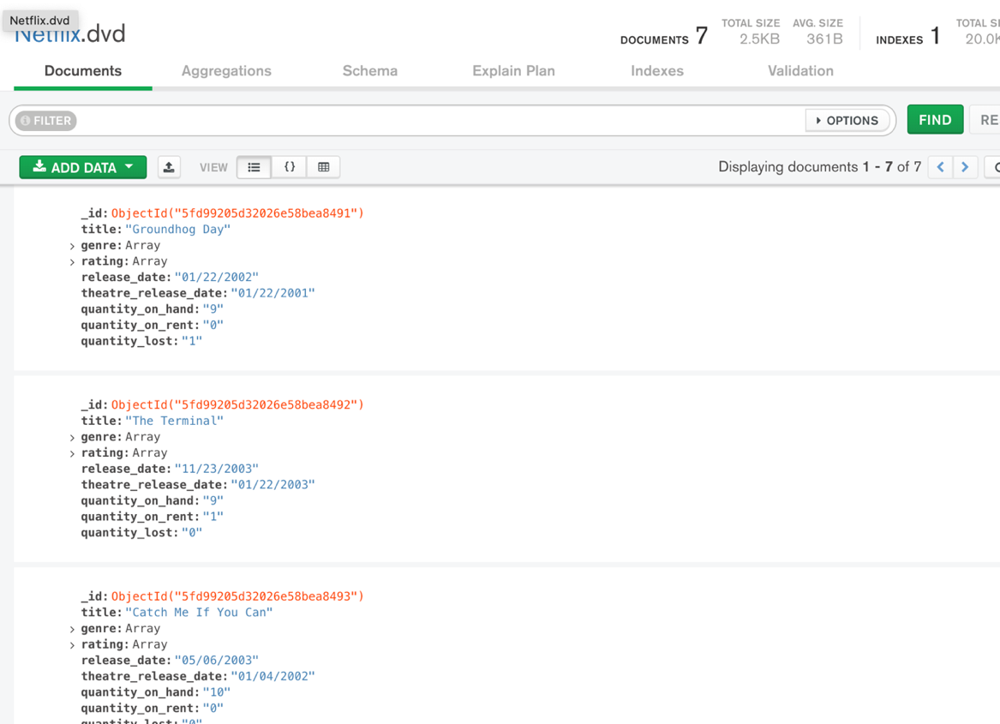 Netflix.dvd
Netflix.dvd
DOCUMENTS 7 TOTAL SIZE 2.5KB AVG. SIZE 361B INDEXES 1 TOTAL SI 20.0K
Documents Aggregations Schema Explain Plan Indexes Validation
FILTER OPTIONS FIND RE
ADD DATA VIEW {} Displaying documents 1 - 7 of 7
_id: ObjectId("5fd99205d32026e58bea8491")
title: "Groundhog Day"
genre: Array
rating: Array
release_date: "01/22/2002"
theatre_release_date: "01/22/2001"
quantity_on_hand: "9"
quantity_on_rent: "0"
quantity_lost: "1"
_id: ObjectId("5fd99205d32026e58bea8492")
title: "The Terminal"
genre: Array
rating: Array
release_date: "11/23/2003"
theatre_release_date: "01/22/2003"
quantity_on_hand: "9"
quantity_on_rent: "1"
quantity_lost: "0"
_id: ObjectId("5fd99205d32026e58bea8493")
title: "Catch Me If You Can"
genre: Array
rating: Array
release_date: "05/06/2003"
theatre_release_date: "01/04/2002"
quantity_on_hand: "10"
quantity_on_rent: "0"
quantity_lost: "0"